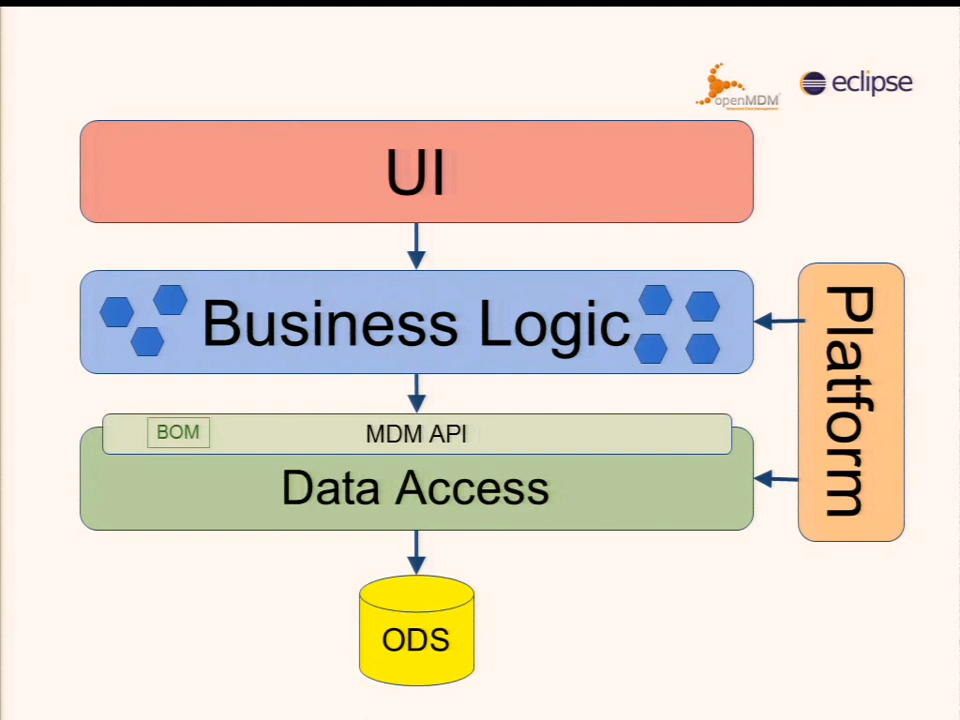 openMDM
eclipse
UI
Business Logic
Platform
BOM
MDM API
Data Access
ODS